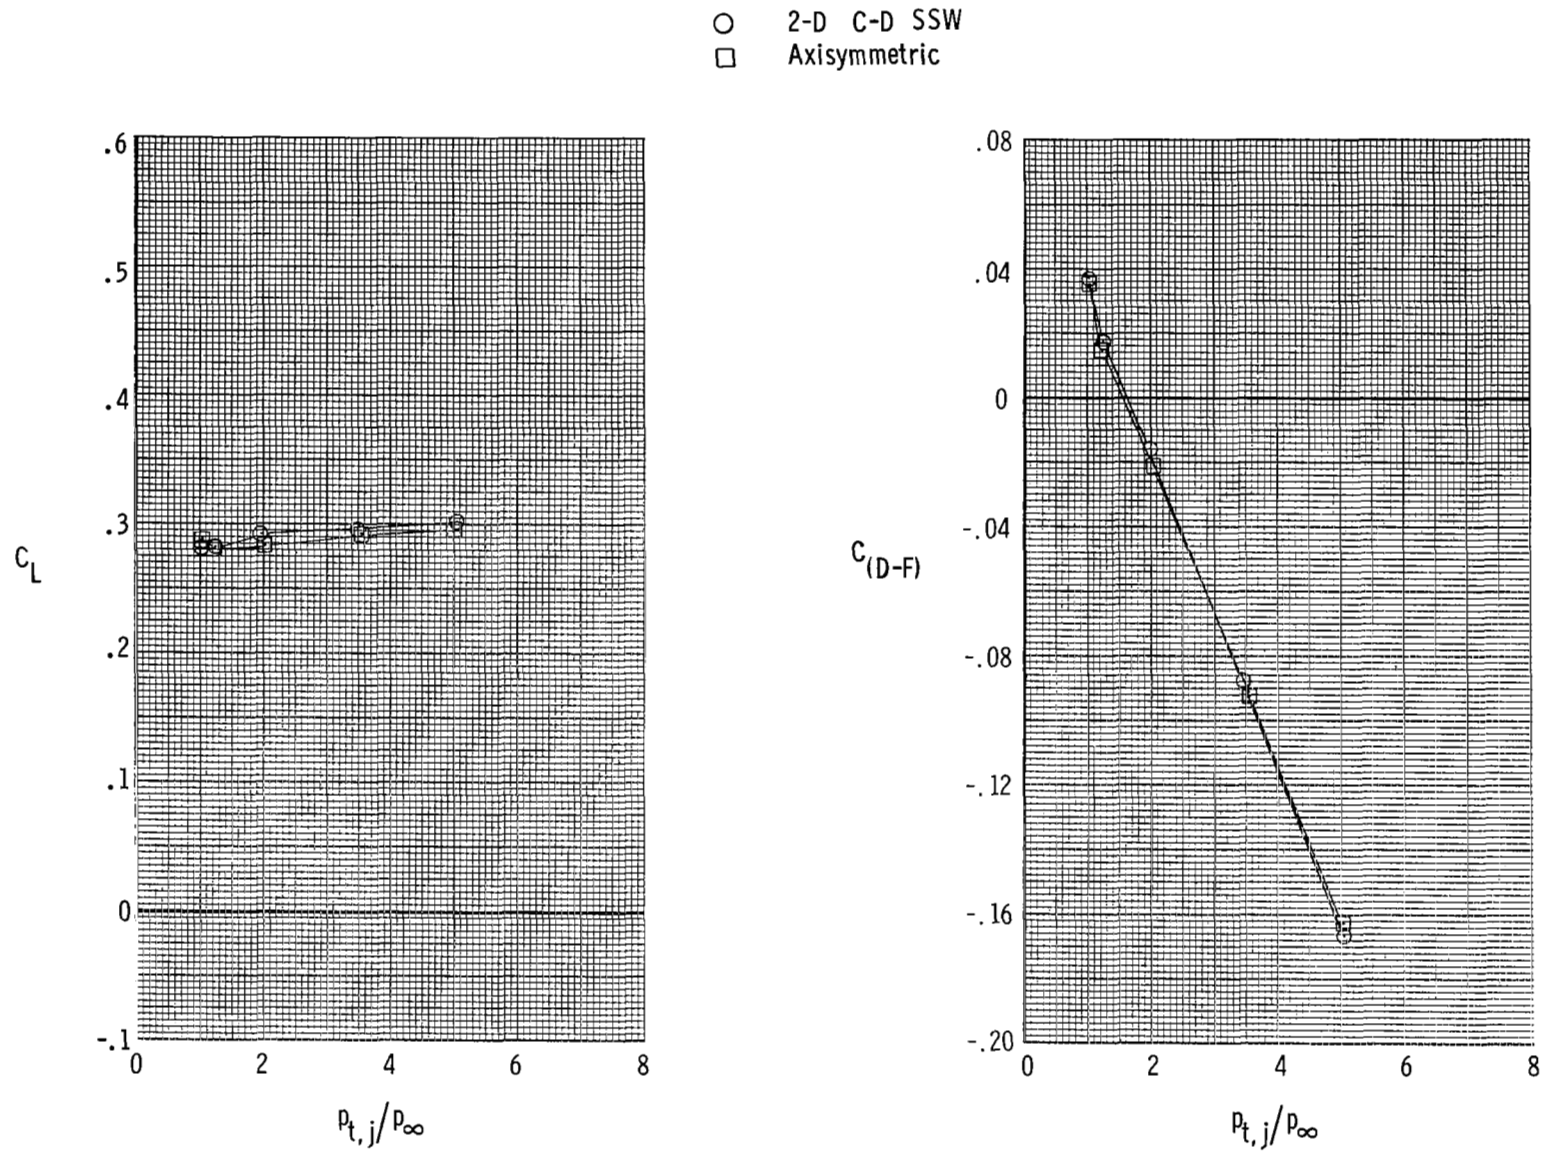 2-D C-D SSW
Axisymmetric
.6
.5
.4
.3
.2
.1
0
-.1
C_L
0 2 4 6 8
p_t,j/p_∞
.08
.04
0
-.04
-.08
-.12
-.16
-.20
C_(D-F)
0 2 4 6 8
p_t,j/p_∞